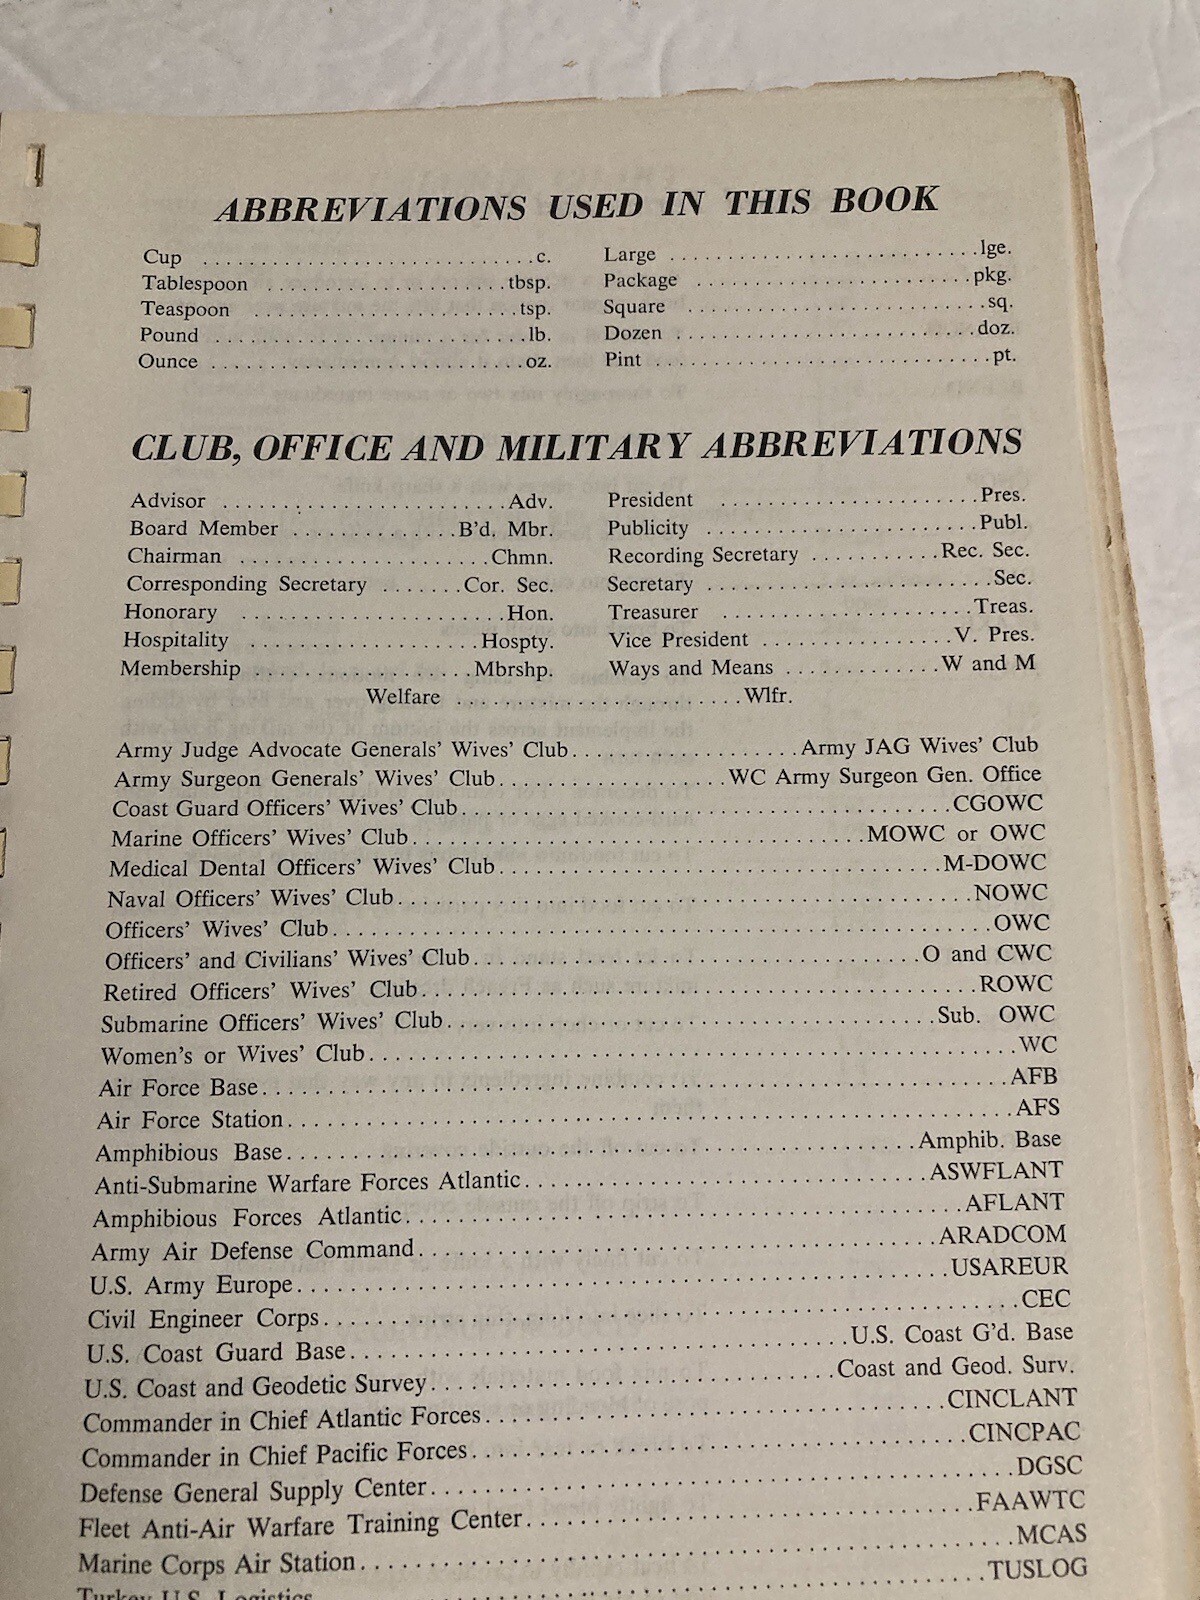 ABBREVIATIONS USED IN THIS BOOK
Cup ..............................c. Large ...........................lge.
Tablespoon .....................tbsp. Package ........................pkg.
Teaspoon .......................tsp. Square ..........................sq.
Pound ...........................lb. Dozen ..........................doz.
Ounce ...........................oz. Pint .............................pt.
CLUB, OFFICE AND MILITARY ABBREVIATIONS
Advisor ........................Adv. President ......................Pres.
Board Member ..............B'd. Mbr. Publicity .......................Publ.
Chairman ......................Chmn. Recording Secretary ...........Rec. Sec.
Corresponding Secretary .......Cor. Sec. Secretary ........................Sec.
Honorary .......................Hon. Treasurer ......................Treas.
Hospitality ....................Hospty. Vice President .................V. Pres.
Membership ...................Mbrshp. Ways and Means .............W and M
Welfare .........................Wlfr.
Army Judge Advocate Generals' Wives' Club....................Army JAG Wives' Club
Army Surgeon Generals' Wives' Club....................WC Army Surgeon Gen. Office
Coast Guard Officers' Wives' Club..........................................CGOWC
Marine Officers' Wives' Club.......................................MOWC or OWC
Medical Dental Officers' Wives' Club......................................M-DOWC
Naval Officers' Wives' Club.................................................NOWC
Officers' Wives' Club.........................................................OWC
Officers' and Civilians' Wives' Club......................................O and CWC
Retired Officers' Wives' Club...............................................ROWC
Submarine Officers' Wives' Club..........................................Sub. OWC
Women's or Wives' Club.......................................................WC
Air Force Base................................................................AFB
Air Force Station..............................................................AFS
Amphibious Base.....................................................Amphib. Base
Anti-Submarine Warfare Forces Atlantic..................................ASWFLANT
Amphibious Forces Atlantic...............................................AFLANT
Army Air Defense Command............................................ARADCOM
U.S. Army Europe........................................................USAREUR
Civil Engineer Corps...........................................................CEC
U.S. Coast Guard Base..........................................U.S. Coast G'd. Base
U.S. Coast and Geodetic Survey..................................Coast and Geod. Surv.
Commander in Chief Atlantic Forces......................................CINCLANT
Commander in Chief Pacific Forces.........................................CINCPAC
Defense General Supply Center................................................DGSC
Fleet Anti-Air Warfare Training Center......................................FAAWTC
Marine Corps Air Station......................................................MCAS
Turkey U.S. Logistics......................................................TUSLOG